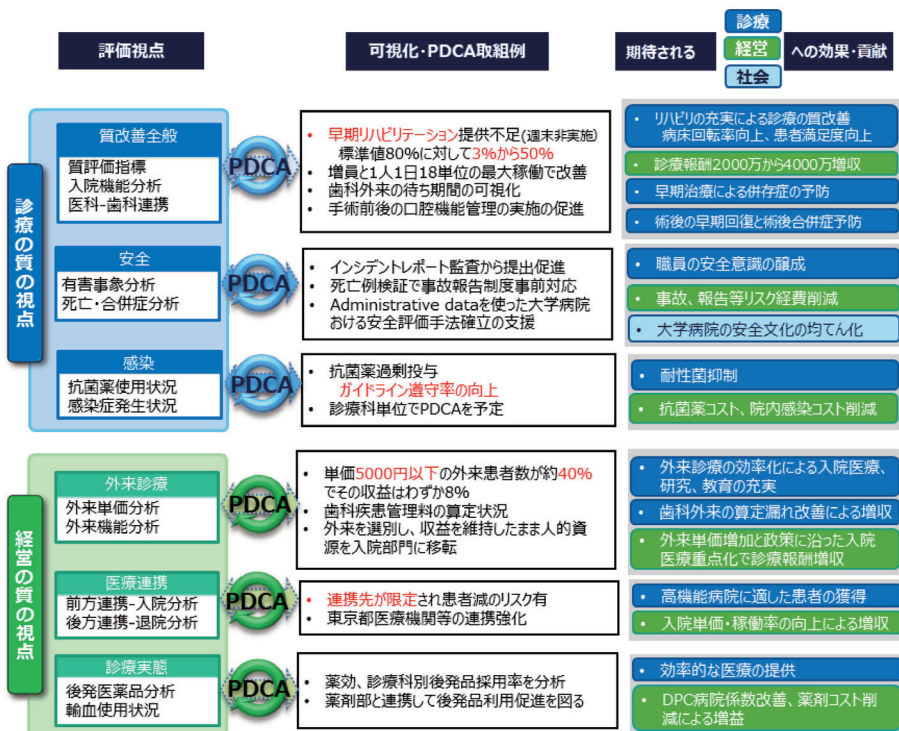 評価視点
可視化・PDCA取組例
期待される
診療
経営
社会
への効果・貢献
診療の質の視点
質改善全般
質評価指標
入院機能分析
医科-歯科連携
PDCA
・早期リハビリテーション提供不足(週末非実施)
標準値80%に対して3%から50%
・増員と1人1日18単位の最大稼働で改善
・歯科外来の待ち期間の可視化
・手術前後の口腔機能管理の実施の促進
・リハビリの充実による診療の質改善
病床回転率向上、患者満足度向上
・診療報酬2000万から4000万増収
・早期治療による併存症の予防
・術後の早期回復と術後合併症予防
安全
有害事象分析
死亡・合併症分析
PDCA
・インシデントレポート監査から提出促進
・死亡例検証で事故報告制度事前対応
・Administrative dataを使った大学病院
おける安全評価手法確立の支援
・職員の安全意識の醸成
・事故、報告等リスク経費削減
・大学病院の安全文化の均てん化
感染
抗菌薬使用状況
感染症発生状況
PDCA
・抗菌薬過剰投与
ガイドライン遵守率の向上
・診療科単位でPDCAを予定
・耐性菌抑制
・抗菌薬コスト、院内感染コスト削減
経営の質の視点
外来診療
外来単価分析
外来機能分析
PDCA
・単価5000円以下の外来患者数が約40%
でその収益はわずか8%
・歯科疾患管理料の算定状況
・外来を選別し、収益を維持したまま人的資
源を入院部門に移転
・外来診療の効率化による入院医療、
研究、教育の充実
・歯科外来の算定漏れ改善による増収
・外来単価増加と政策に沿った入院
医療重点化で診療報酬増収
医療連携
前方連携-入院分析
後方連携-退院分析
PDCA
・連携先が限定され患者減のリスク有
・東京都医療機関等の連携強化
・高機能病院に適した患者の獲得
・入院単価・稼働率の向上による増収
診療実態
後発医薬品分析
輸血使用状況
PDCA
・薬効、診療科別後発品採用率を分析
・薬剤部と連携して後発品利用促進を図る
・効率的な医療の提供
・DPC病院係数改善、薬剤コスト削
減による増益